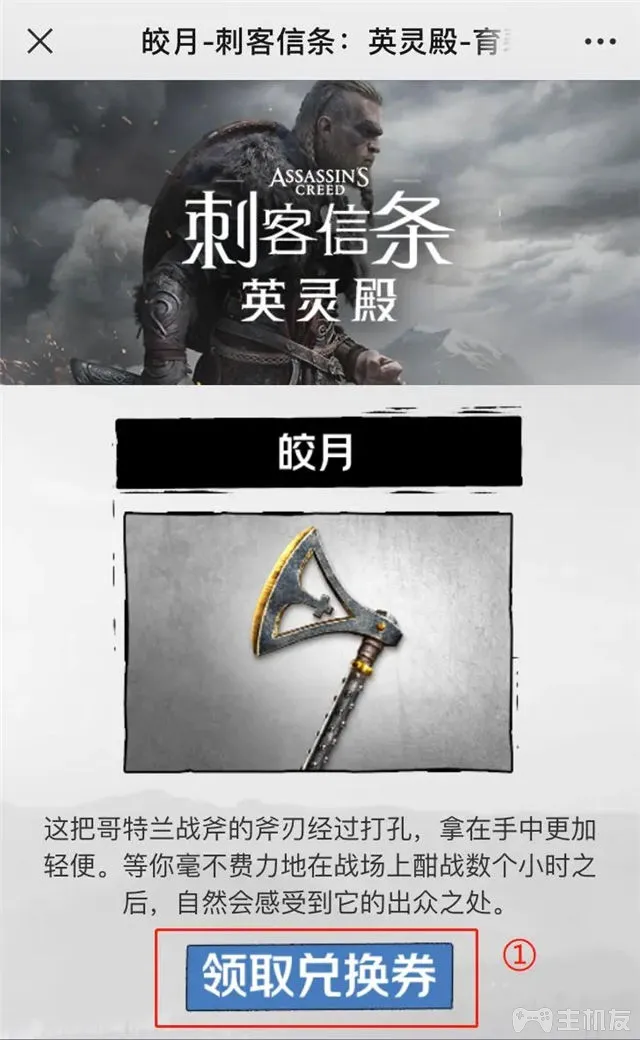 皎月-刺客信条：英灵殿-育
ASSASSIN'S
CREED
刺客信条
英灵殿
皎月
这把哥特兰战斧的斧刃经过打孔，拿在手中更加
轻便。等你毫不费力地在战场上酣战数个小时之
后，自然会感受到它的出众之处。
领取兑换券
①
主机友